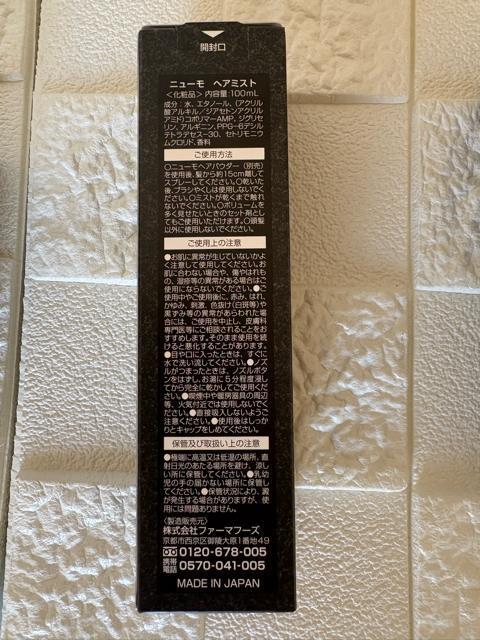 開封口
ニューモ ヘアミスト
<化粧品> 内容量:100mL
成分:水、エタノール、(アクリル
酸アルキル/ジアセトンアクリル
アミド)コポリマーAMP、ジグリセ
リン、アルギニン、PPG-6デシル
テトラデセス-30、セトリモニウ
ムクロリド、香料
ご使用方法
○ニューモヘアパウダー(別売)
を使用後、髪から約15cm離して
スプレーしてください。○乾いた
後、ブラシやくしは使用しないでく
ださい。○ミストが乾くまで触れ
ないでください。○ボリュームを
多く見せたいときのセット剤とし
てもご使用いただけます。○頭髪
以外に使用しないでください。
ご使用上の注意
●お肌に異常が生じていないかよ
く注意して使用してください。お
肌に合わない場合や、傷やはれも
の、湿疹等の異常がある場合はご
使用にならないでください。●ご
使用中やご使用後に、赤み、はれ、
かゆみ、刺激、色抜け(白斑等)や
黒ずみ等の異常があらわれた場
合には、ご使用を中止し、皮膚科
専門医等にご相談されることをお
すすめします。そのまま使用を続
けると悪化することがあります。
●目や口に入ったときは、すぐに
水で洗い流してください。●ノズ
ルがつまったときは、ノズルボタ
ンをはずし、お湯に5分程度浸し
てから完全に乾かしてご使用くだ
さい。●喫煙中や暖房器具の周辺
等、火気付近では使用しないでく
ださい。●直接吸入しないようご
注意ください。●使用後はしっか
りとキャップをしめてください。
保管及び取扱い上の注意
●極端に高温又は低温の場所、直
射日光のあたる場所を避け、涼し
い所に保管してください。●乳幼
児の手の届かない場所に保管し
てください。●保管状況により、澱
が発生する場合がありますが、使
用には問題ありません。
<製造販売元>
株式会社ファーマフーズ
京都市西京区御陵大原1番地49
0120-678-005
携帯電話 0570-041-005
MADE IN JAPAN